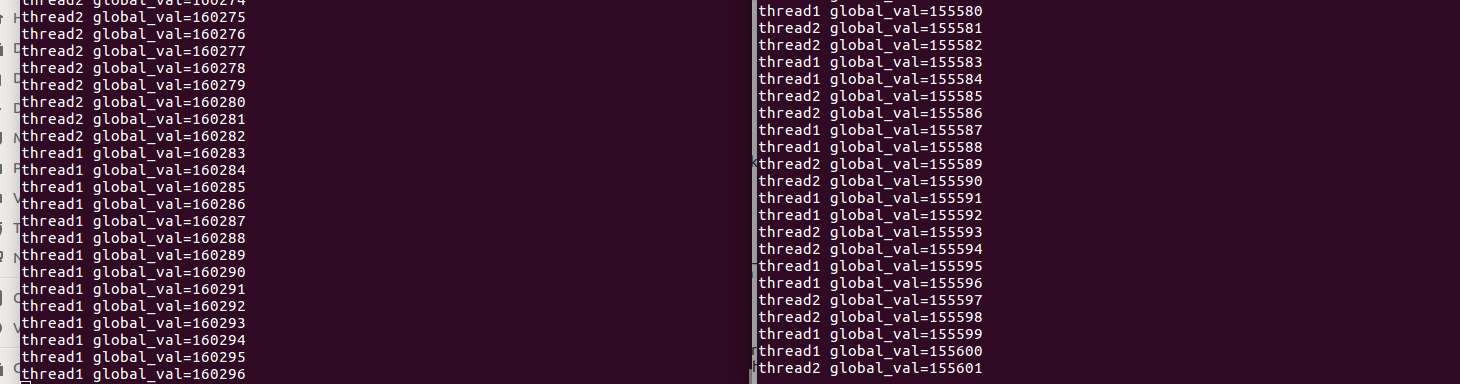 thread2 global_val=160274
thread2 global_val=160275
thread2 global_val=160276
thread2 global_val=160277
thread2 global_val=160278
thread2 global_val=160279
thread2 global_val=160280
thread2 global_val=160281
thread2 global_val=160282
thread1 global_val=160283
thread1 global_val=160284
thread1 global_val=160285
thread1 global_val=160286
thread1 global_val=160287
thread1 global_val=160288
thread1 global_val=160289
thread1 global_val=160290
thread1 global_val=160291
thread1 global_val=160292
thread1 global_val=160293
thread1 global_val=160294
thread1 global_val=160295
thread1 global_val=160296
thread1 global_val=155580
thread2 global_val=155581
thread2 global_val=155582
thread1 global_val=155583
thread1 global_val=155584
thread2 global_val=155585
thread2 global_val=155586
thread1 global_val=155587
thread1 global_val=155588
thread2 global_val=155589
thread2 global_val=155590
thread1 global_val=155591
thread1 global_val=155592
thread2 global_val=155593
thread2 global_val=155594
thread1 global_val=155595
thread1 global_val=155596
thread2 global_val=155597
thread2 global_val=155598
thread1 global_val=155599
thread1 global_val=155600
thread2 global_val=155601